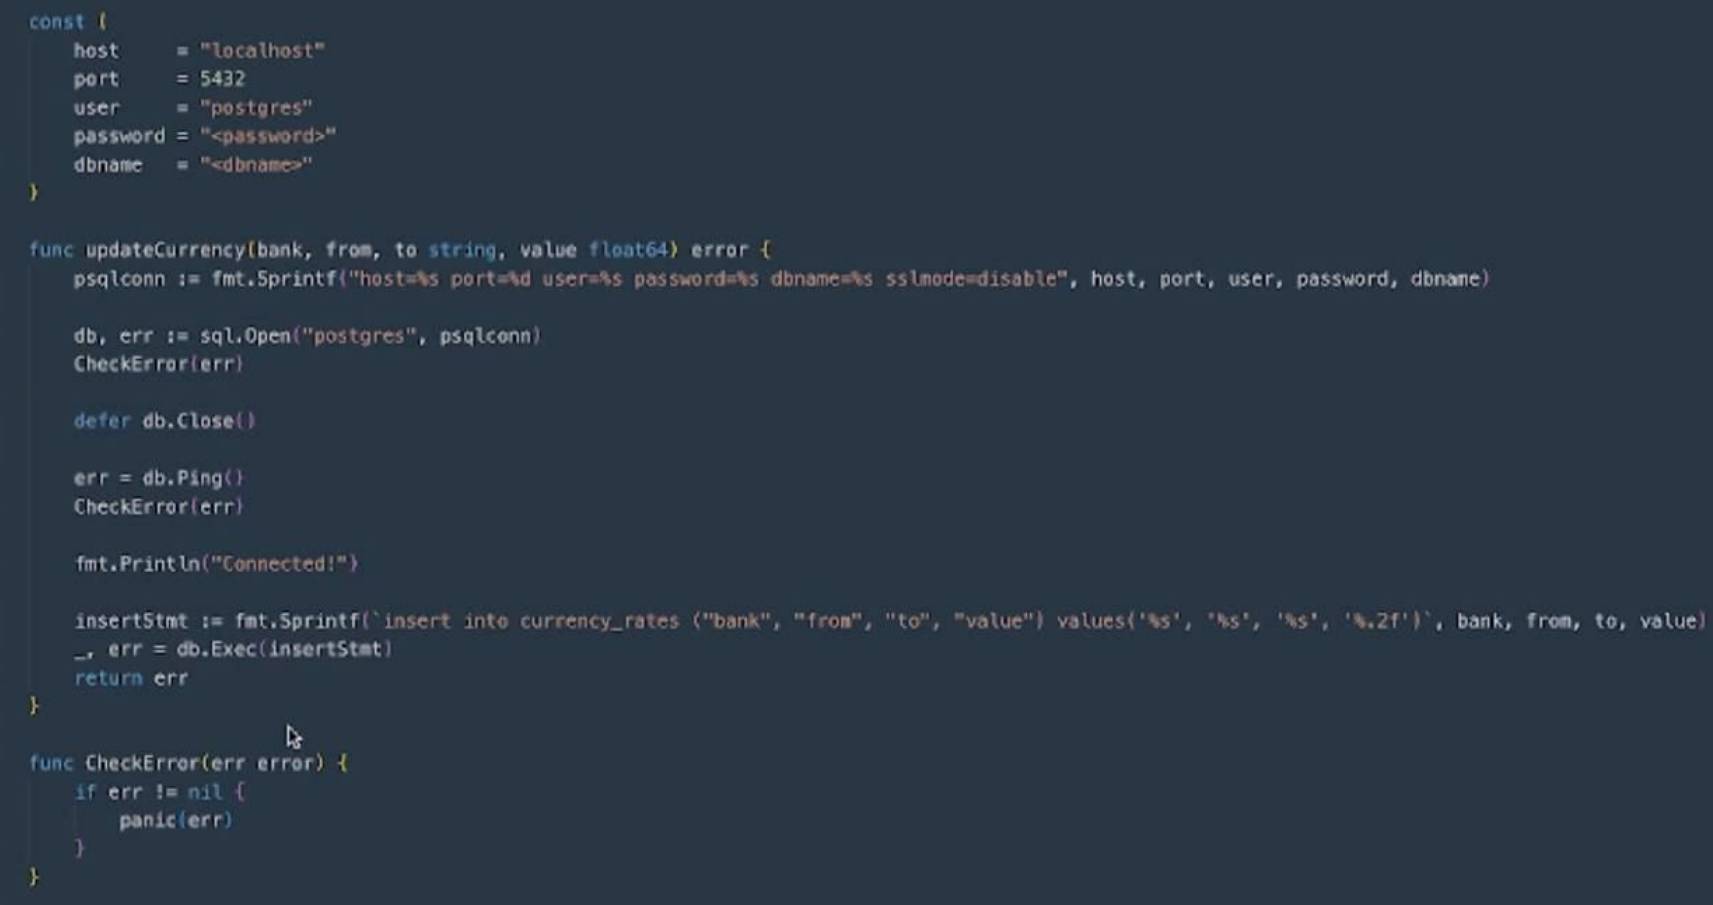 const (
    host     = "localhost"
    port     = 5432
    user     = "postgres"
    password = "<password>"
    dbname   = "<dbname>"
)

func updateCurrency(bank, from, to string, value float64) error {
    psqlconn := fmt.Sprintf("host=%s port=%d user=%s password=%s dbname=%s sslmode=disable", host, port, user, password, dbname)

    db, err := sql.Open("postgres", psqlconn)
    CheckError(err)

    defer db.Close()

    err = db.Ping()
    CheckError(err)

    fmt.Println("Connected!")

    insertStmt := fmt.Sprintf(`insert into currency_rates ("bank", "from", "to", "value") values('%s', '%s', '%s', '%.2f')`, bank, from, to, value)
    _, err = db.Exec(insertStmt)
    return err
}

func CheckError(err error) {
    if err != nil {
        panic(err)
    }
}